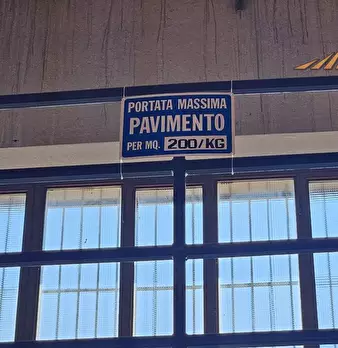 PORTATA MASSIMA
PAVIMENTO
PER MQ. 200/KG